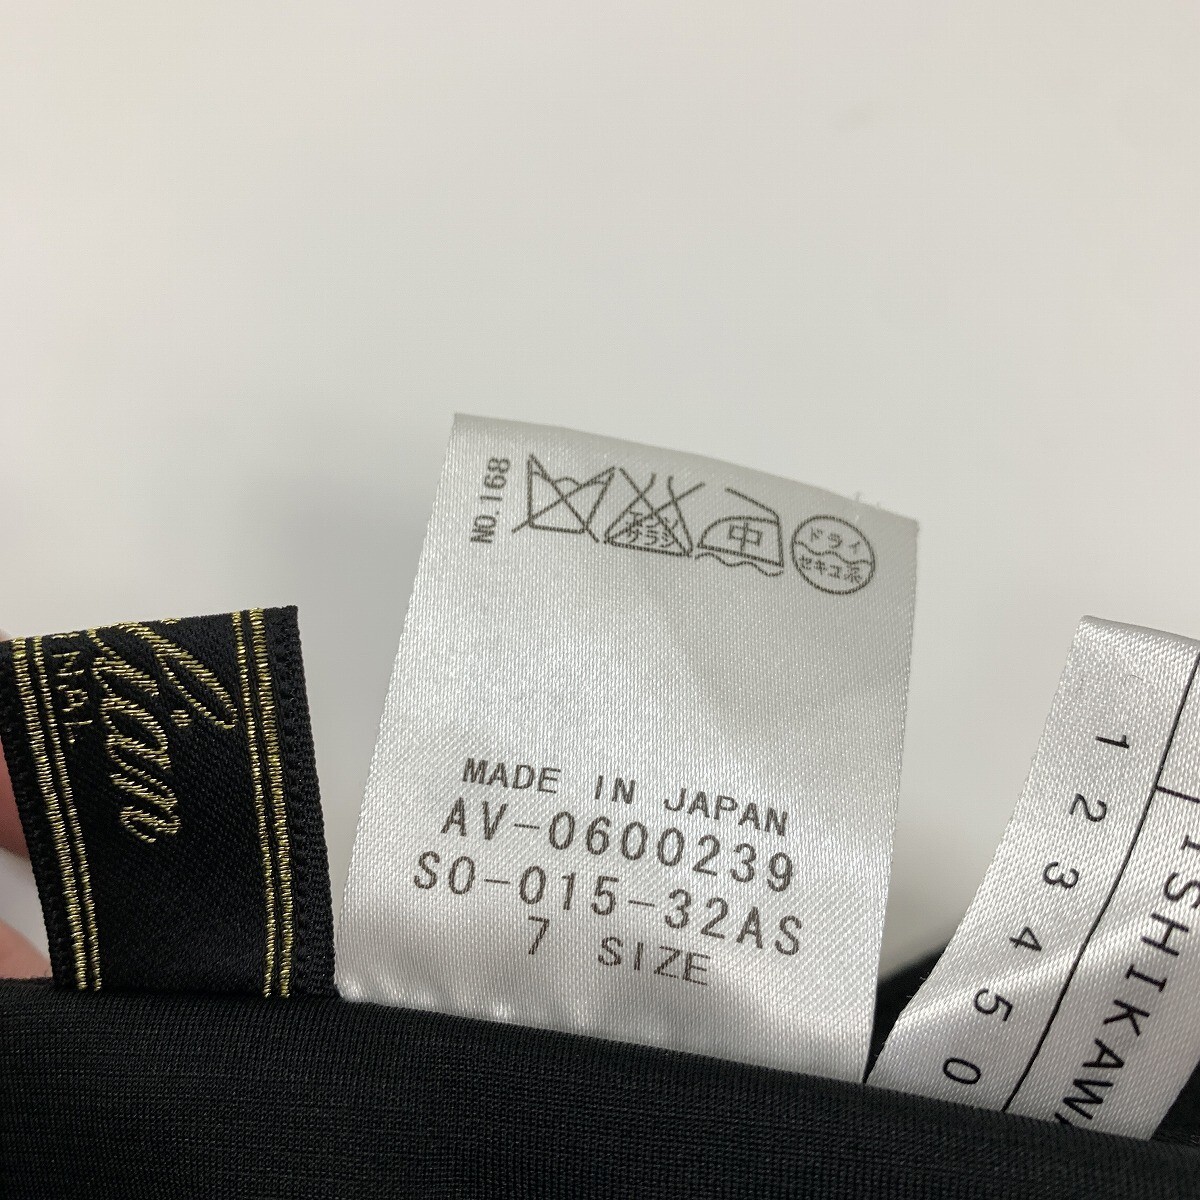 NO.168
エンソ
サラシ
中
ドライ
セキユ系
MADE IN JAPAN
AV-0600239
SO-015-32AS
7 SIZE
1 2 3 4 5 0